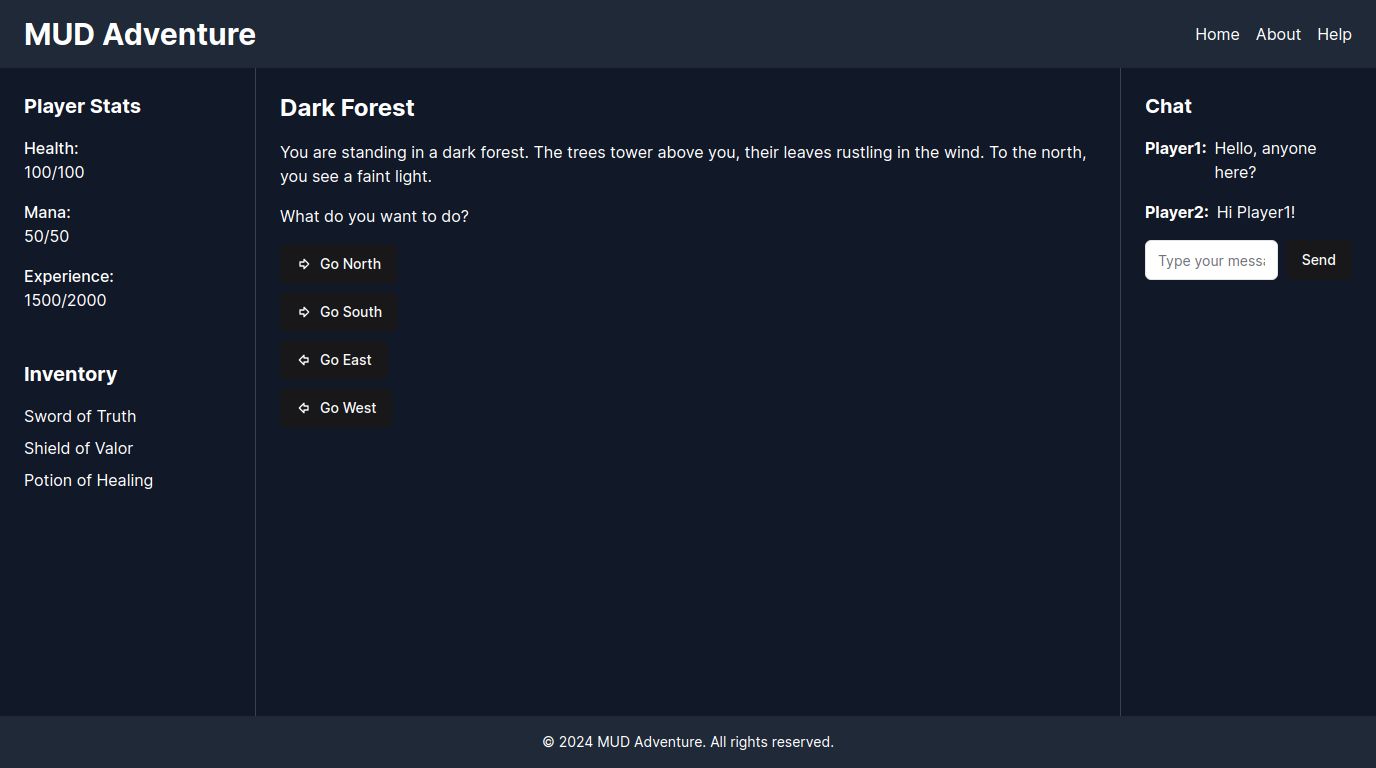 MUD Adventure
Home About Help
Player Stats
Health:
100/100
Mana:
50/50
Experience:
1500/2000
Inventory
Sword of Truth
Shield of Valor
Potion of Healing
Dark Forest
You are standing in a dark forest. The trees tower above you, their leaves rustling in the wind. To the north,
you see a faint light.
What do you want to do?
Go North
Go South
Go East
Go West
Chat
Player1: Hello, anyone
here?
Player2: Hi Player1!
Type your messa
Send
© 2024 MUD Adventure. All rights reserved.